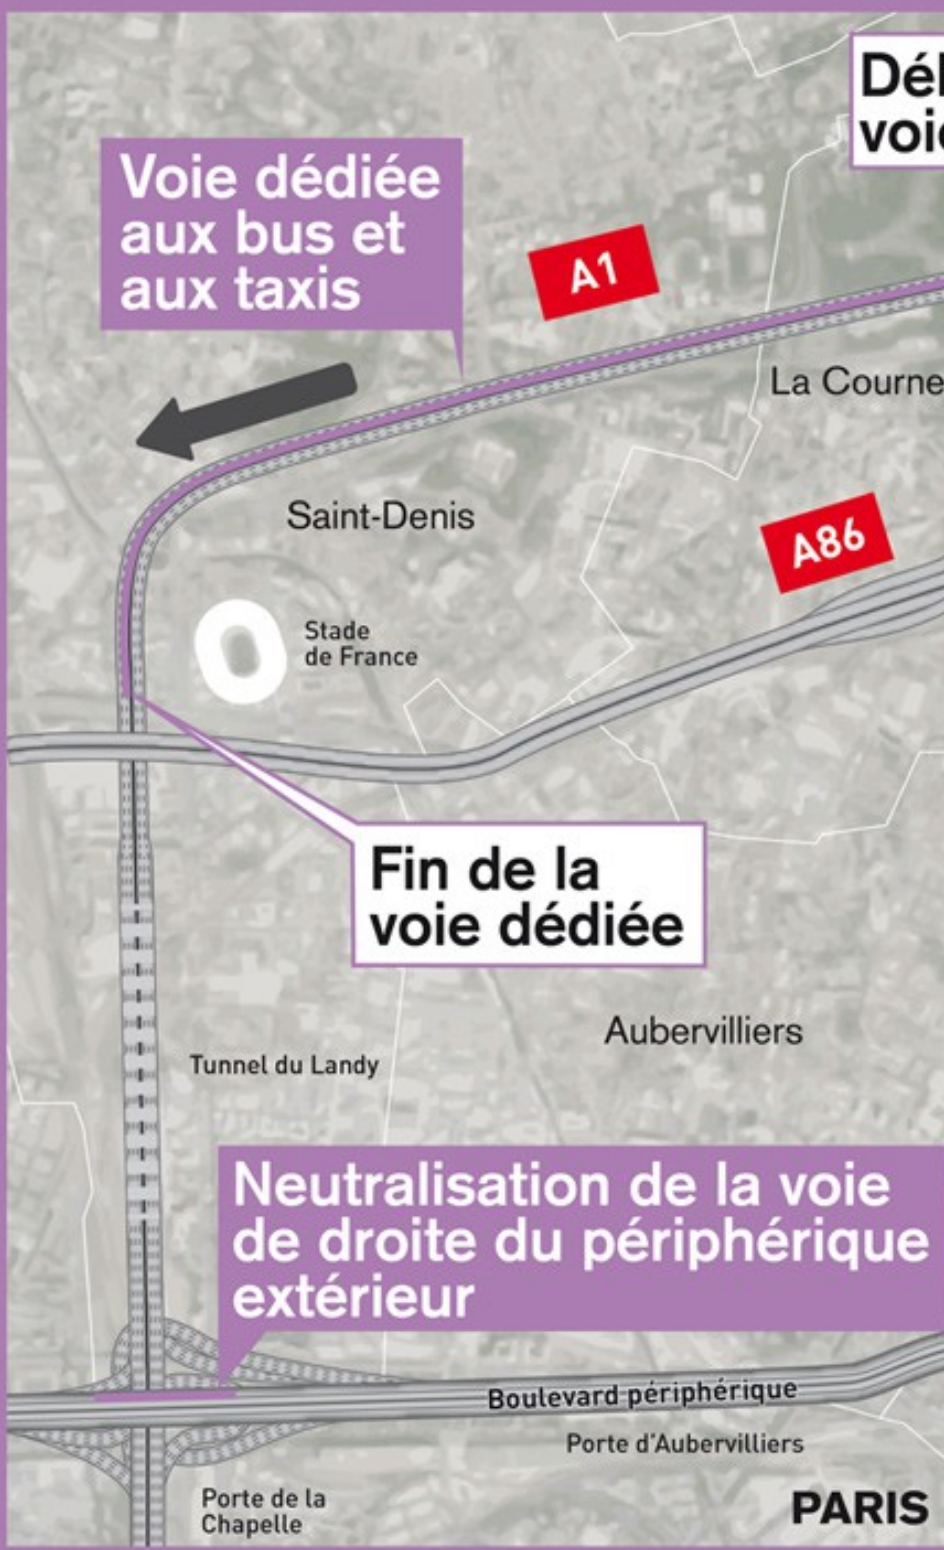 Voie dédiée
aux bus et
aux taxis
A1
La Courne
A86
Saint-Denis
Stade
de France
Fin de la
voie dédiée
Aubervilliers
Tunnel du Landy
Neutralisation de la voie
de droite du périphérique
extérieur
Boulevard périphérique
Porte d'Aubervilliers
Porte de la
Chapelle
PARIS